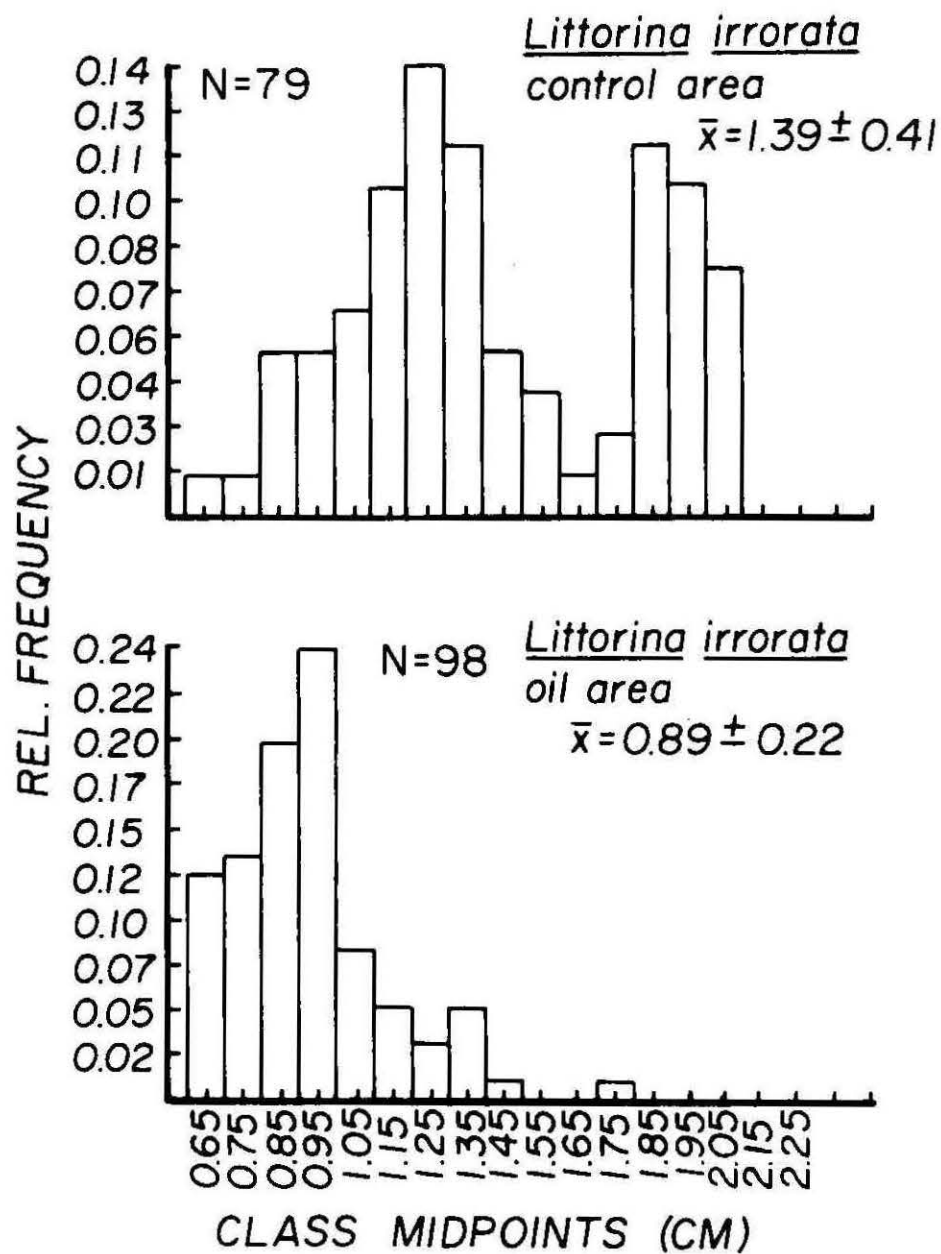 Littorina irrorata
control area
x̄=1.39 ± 0.41
N=79
0.14
0.13
0.11
0.10
0.08
0.07
0.06
0.04
0.03
0.01
REL. FREQUENCY
Littorina irrorata
oil area
x̄=0.89 ± 0.22
N=98
0.24
0.22
0.20
0.17
0.15
0.12
0.10
0.07
0.05
0.02
0.65 0.75 0.85 0.95 1.05 1.15 1.25 1.35 1.45 1.55 1.65 1.75 1.85 1.95 2.05 2.15 2.25
CLASS MIDPOINTS (CM)